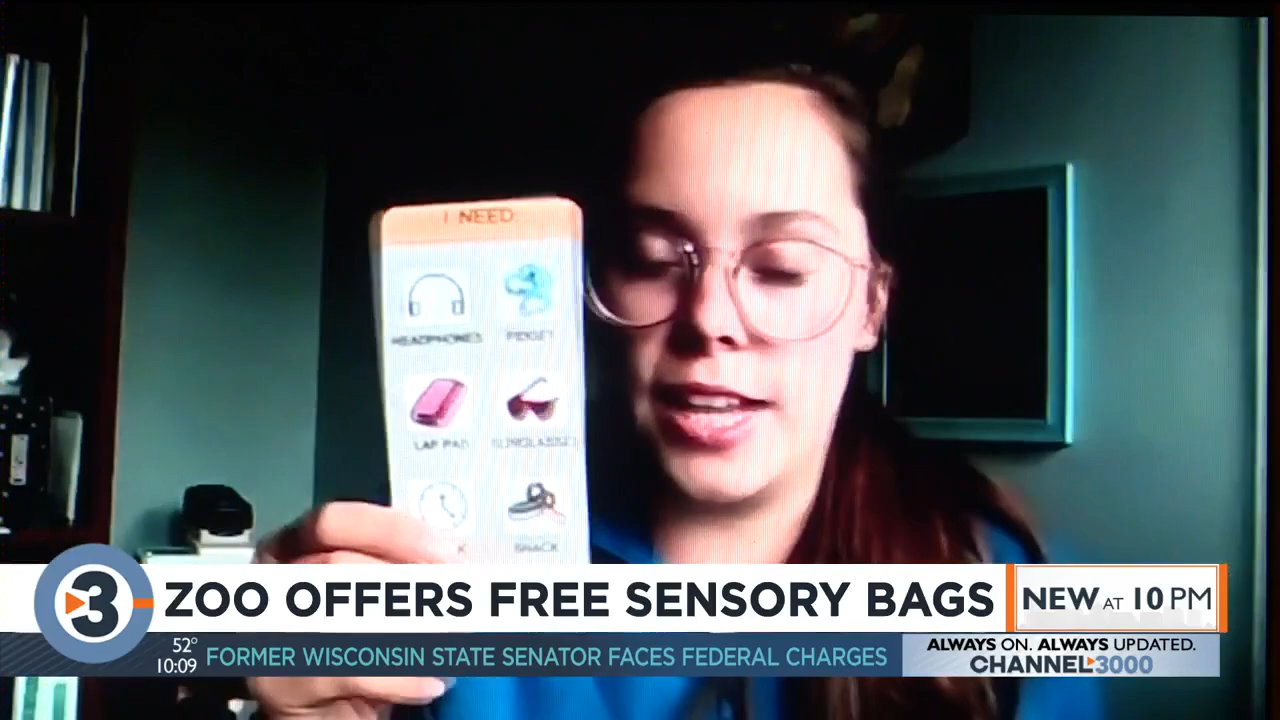 I NEED:
HEADPHONES FIDGET
LAP PAD SUNGLASSES
SNACK
3
ZOO OFFERS FREE SENSORY BAGS
NEW AT 10 PM
52°
10:09
FORMER WISCONSIN STATE SENATOR FACES FEDERAL CHARGES
ALWAYS ON. ALWAYS UPDATED.
CHANNEL3000